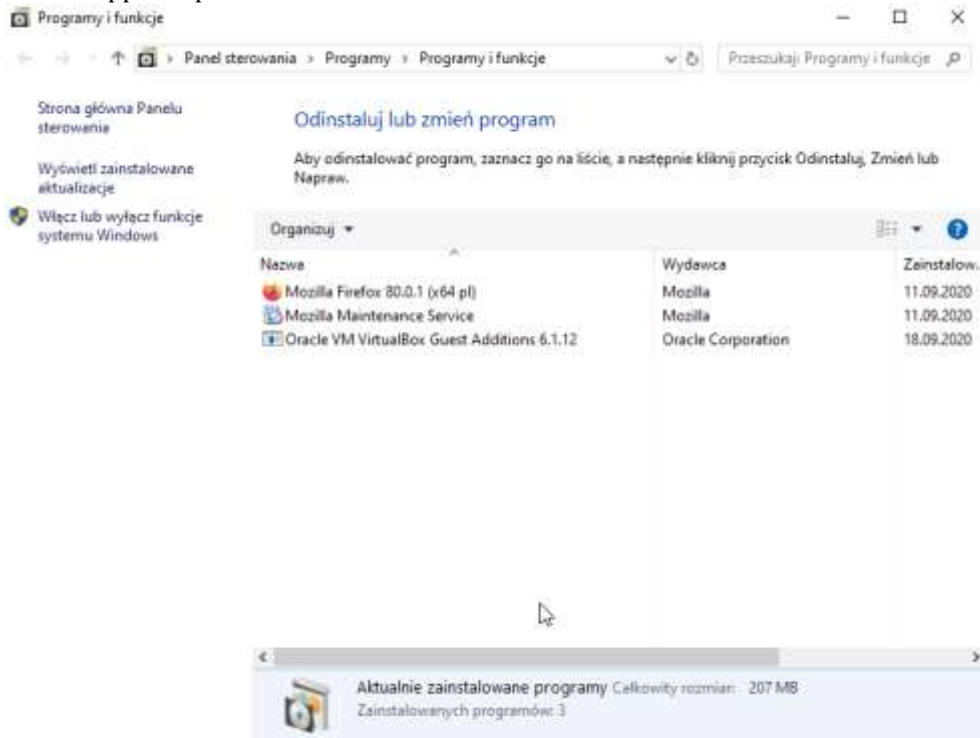 Programy i funkcje
Panel sterowania › Programy › Programy i funkcje
Przeszukaj: Programy i funkcje
Strona główna Panelu
sterowania
Wyświetl zainstalowane
aktualizacje
Włącz lub wyłącz funkcje
systemu Windows
Odinstaluj lub zmień program
Aby odinstalować program, zaznacz go na liście, a następnie kliknij przycisk Odinstaluj, Zmień lub
Napraw.
Organizuj
Nazwa Wydawca Zainstalow.
Mozilla Firefox 80.0.1 (x64 pl) Mozilla 11.09.2020
Mozilla Maintenance Service Mozilla 11.09.2020
Oracle VM VirtualBox Guest Additions 6.1.12 Oracle Corporation 18.09.2020
Aktualnie zainstalowane programy Całkowity rozmiar: 207 MB
Zainstalowanych programów: 3